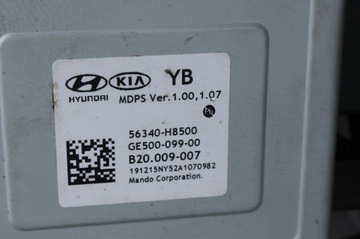 HYUNDAI KIA YB
MDPS Ver.1.00,1.07
56340-H8500
GE500-099-00
B20.009-007
191215NY52A1070982
Mando Corporation.